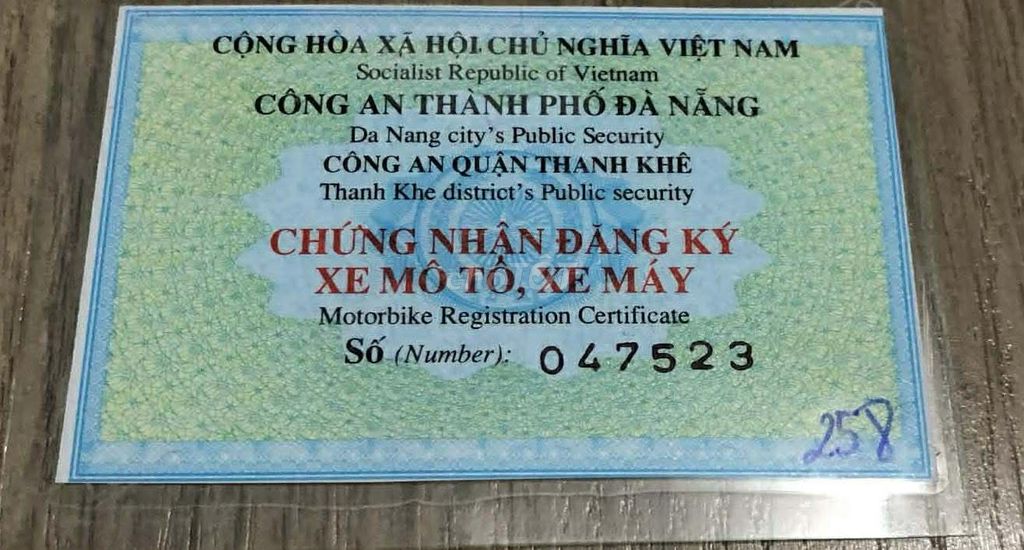 CỘNG HÒA XÃ HỘI CHỦ NGHĨA VIỆT NAM
Socialist Republic of Vietnam
CÔNG AN THÀNH PHỐ ĐÀ NẴNG
Da Nang city's Public Security
CÔNG AN QUẬN THANH KHÊ
Thanh Khe district's Public security
CHỨNG NHẬN ĐĂNG KÝ
XE MÔ TÔ, XE MÁY
Motorbike Registration Certificate
Số (Number): 047523
258